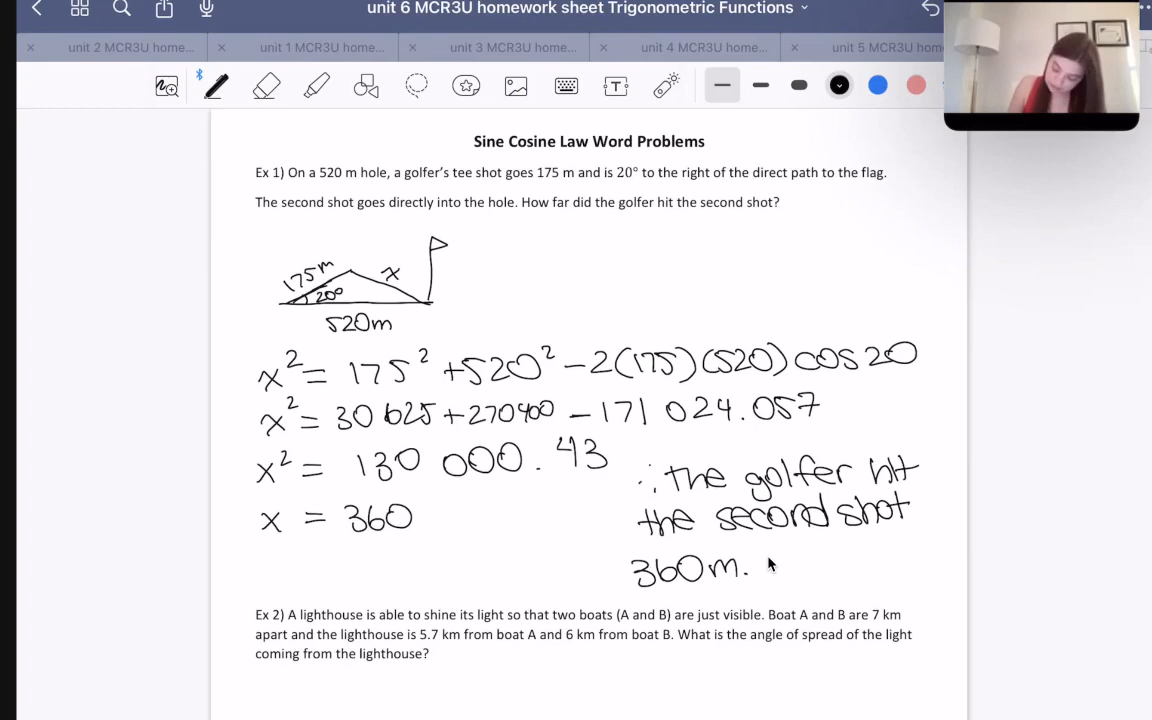 unit 6 MCR3U homework sheet Trigonometric Functions
unit 2 MCR3U home...
unit 1 MCR3U home...
unit 3 MCR3U home...
unit 4 MCR3U home...
unit 5 MCR3U hom
T
Sine Cosine Law Word Problems
Ex 1) On a 520 m hole, a golfer's tee shot goes 175 m and is 20° to the right of the direct path to the flag.
The second shot goes directly into the hole. How far did the golfer hit the second shot?
175m
x
20°
520m
x² = 175² + 520² - 2(175)(520) cos 20
x² = 30 625 + 270400 - 171 024.057
x² = 130 000.43
x = 360
∴ the golfer hit
the second shot
360m.
Ex 2) A lighthouse is able to shine its light so that two boats (A and B) are just visible. Boat A and B are 7 km
apart and the lighthouse is 5.7 km from boat A and 6 km from boat B. What is the angle of spread of the light
coming from the lighthouse?